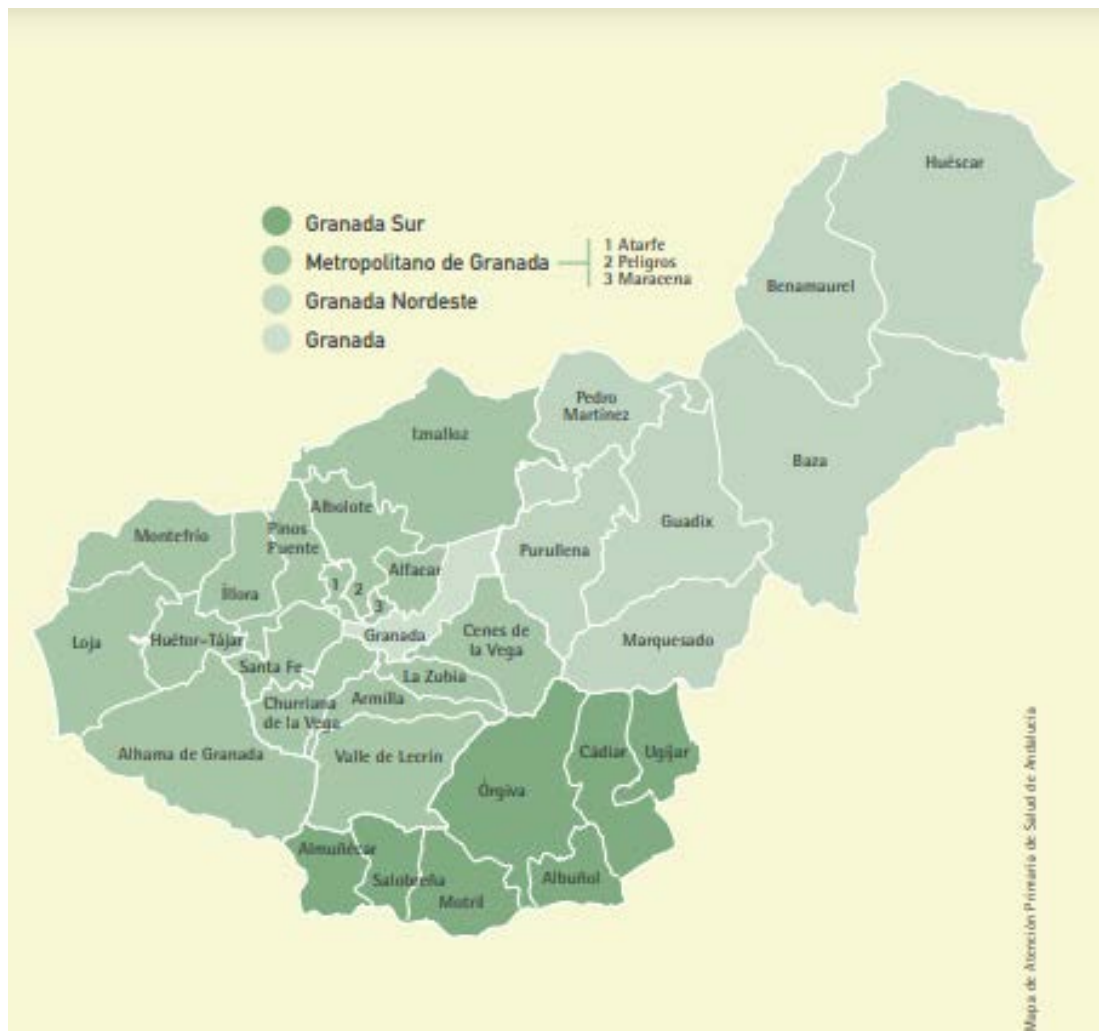 Huéscar
Granada Sur
Metropolitano de Granada
1 Atarfe
2 Peligros
3 Maracena
Benamaurel
Granada Nordeste
Granada
Pedro
Martínez
Iznalloz
Baza
Albolote
Guadix
Montefrío
Pinos
Fuente
Purullena
Alfacar
1
2
3
Íllora
Granada
Cenes de
la Vega
Marquesado
Loja
Huétor-Tájar
Santa Fe
La Zubia
Armilla
Churriana
de la Vega
Alhama de Granada
Valle de Lecrín
Cádiar
Ugíjar
Órgiva
Almuñécar
Salobreña
Albuñol
Motril
Mapa de Atención Primaria de Salud de Andalucía